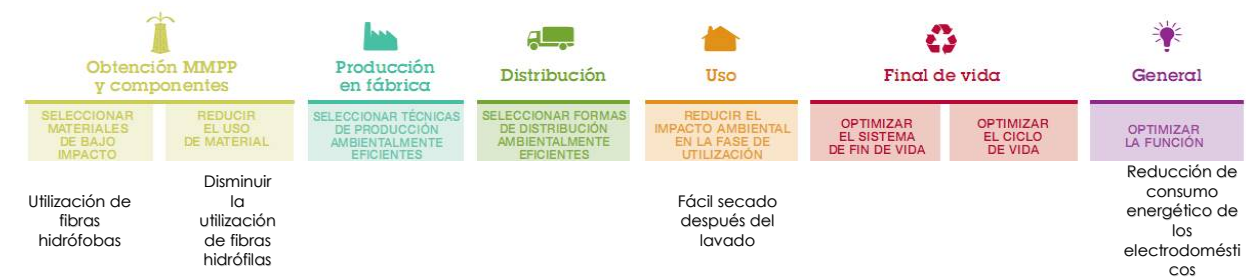 Obtención MMPP
y componentes
SELECCIONAR
MATERIALES
DE BAJO
IMPACTO
REDUCIR
EL USO
DE MATERIAL
Utilización de
fibras
hidrófobas
Disminuir
la
utilización
de fibras
hidrófilas
Producción
en fábrica
SELECCIONAR TÉCNICAS
DE PRODUCCIÓN
AMBIENTALMENTE
EFICIENTES
Distribución
SELECCIONAR FORMAS
DE DISTRIBUCIÓN
AMBIENTALMENTE
EFICIENTES
Uso
REDUCIR EL
IMPACTO AMBIENTAL
EN LA FASE DE
UTILIZACIÓN
Fácil secado
después del
lavado
Final de vida
OPTIMIZAR
EL SISTEMA
DE FIN DE VIDA
OPTIMIZAR
EL CICLO
DE VIDA
General
OPTIMIZAR
LA FUNCIÓN
Reducción de
consumo
energético de
los
electrodomésti
cos